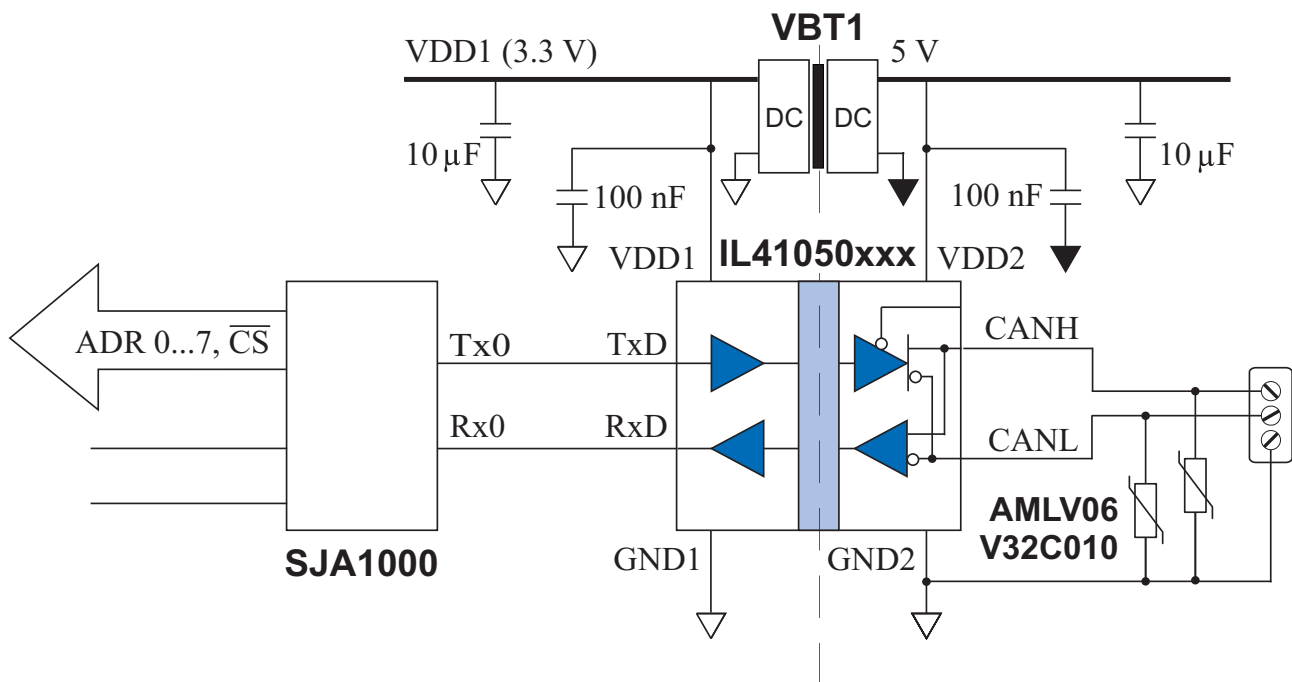 VBT1
VDD1 (3.3 V)
5 V
DC
DC
10 µF
10 µF
100 nF
100 nF
VDD1
IL41050xxx
VDD2
ADR 0...7, C̅S̅
Tx0
TxD
CANH
Rx0
RxD
CANL
AMLV06
V32C010
SJA1000
GND1
GND2